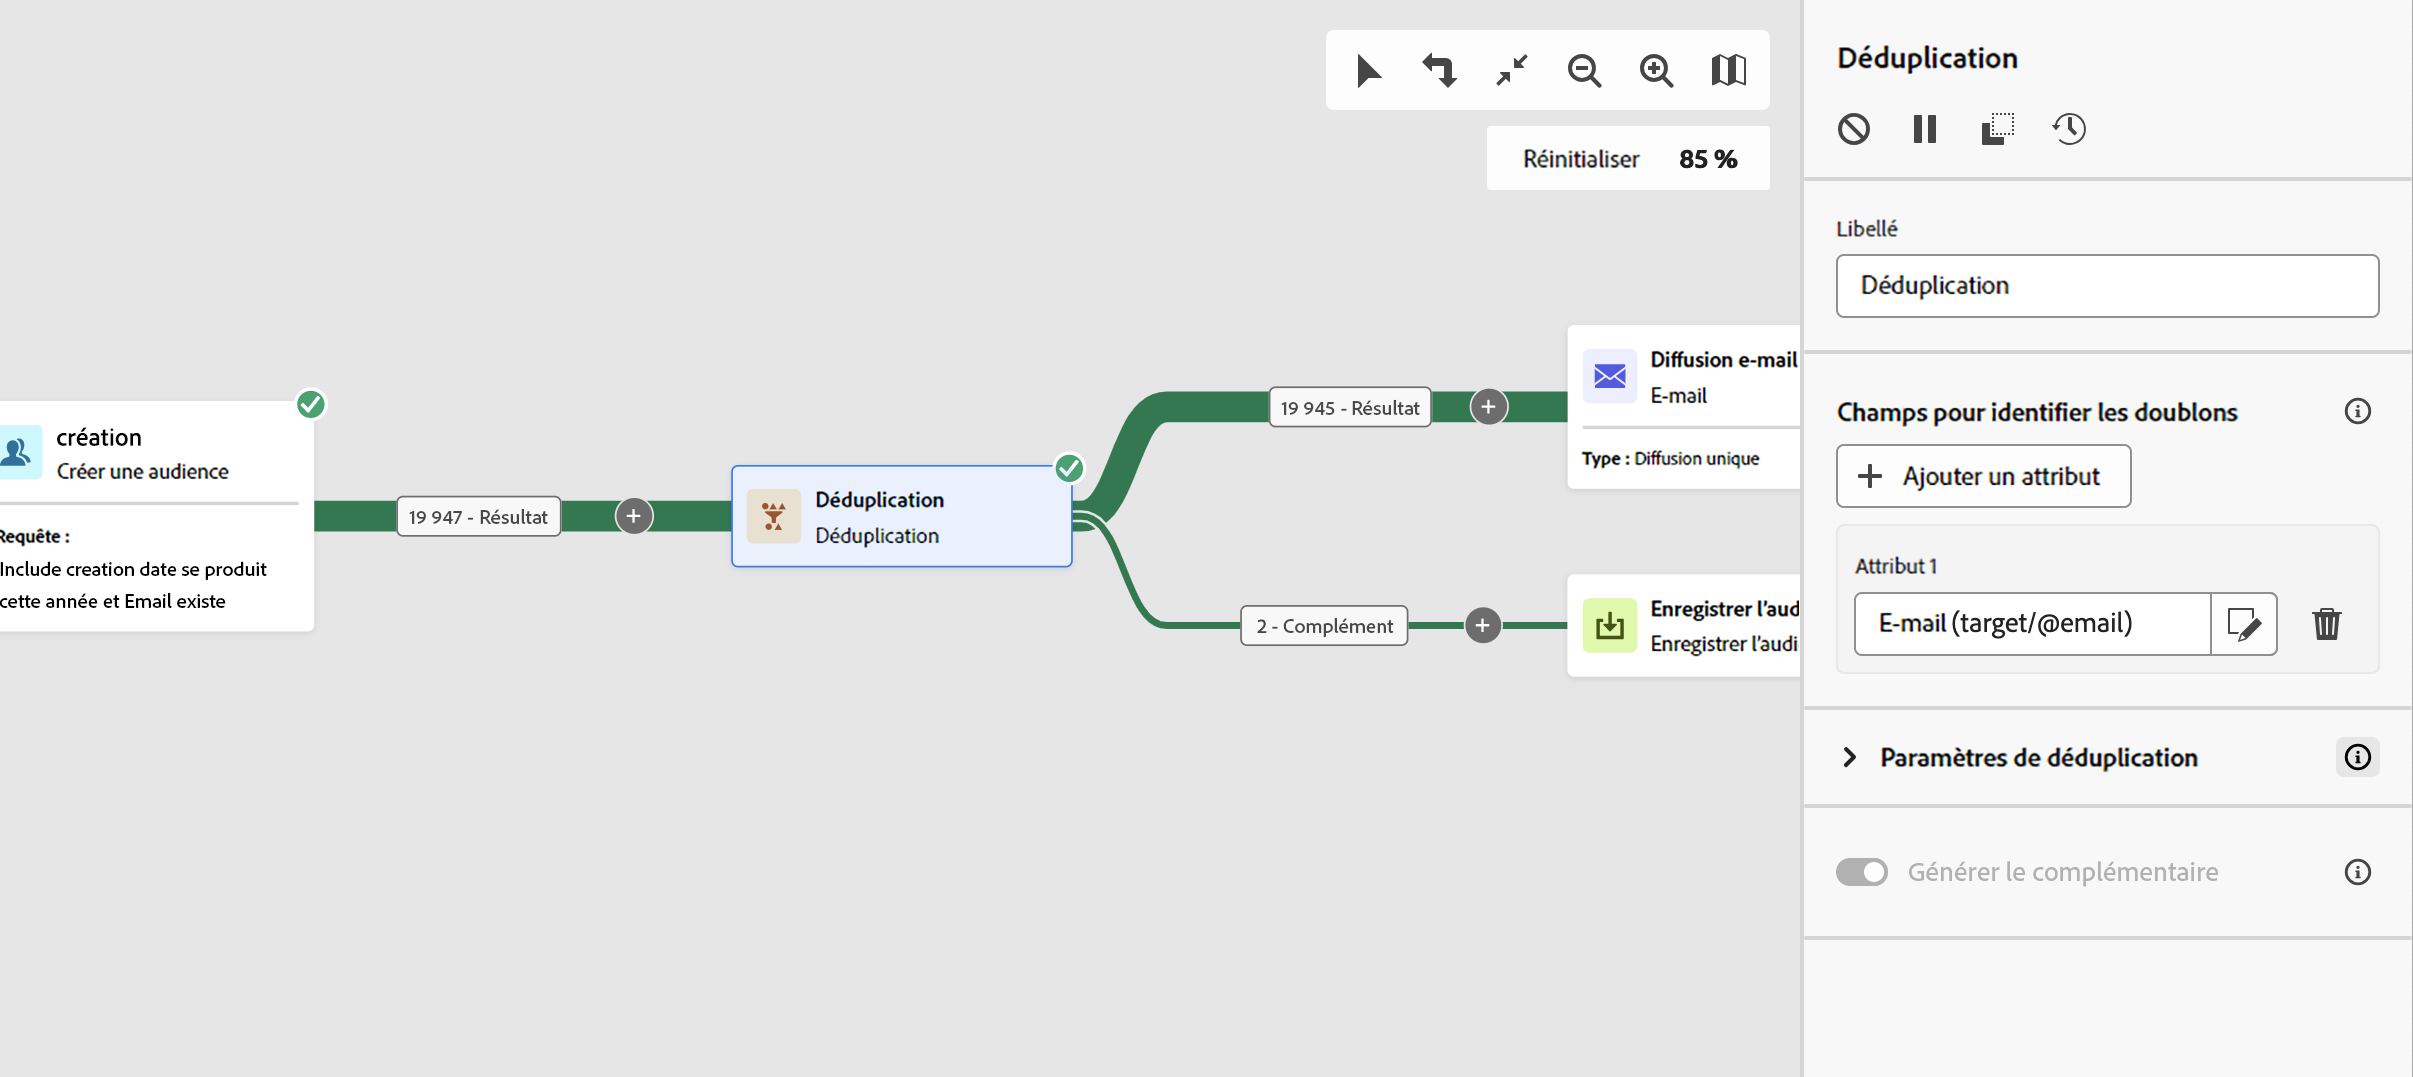 Réinitialiser 85 %
création
Créer une audience
Requête :
Include creation date se produit
cette année et Email existe
19 947 - Résultat
Déduplication
Déduplication
19 945 - Résultat
2 - Complément
Diffusion e-mail
E-mail
Type : Diffusion unique
Enregistrer l'aud
Enregistrer l'audi
Déduplication
Libellé
Déduplication
Champs pour identifier les doublons
Ajouter un attribut
Attribut 1
E-mail (target/@email)
Paramètres de déduplication
Générer le complémentaire